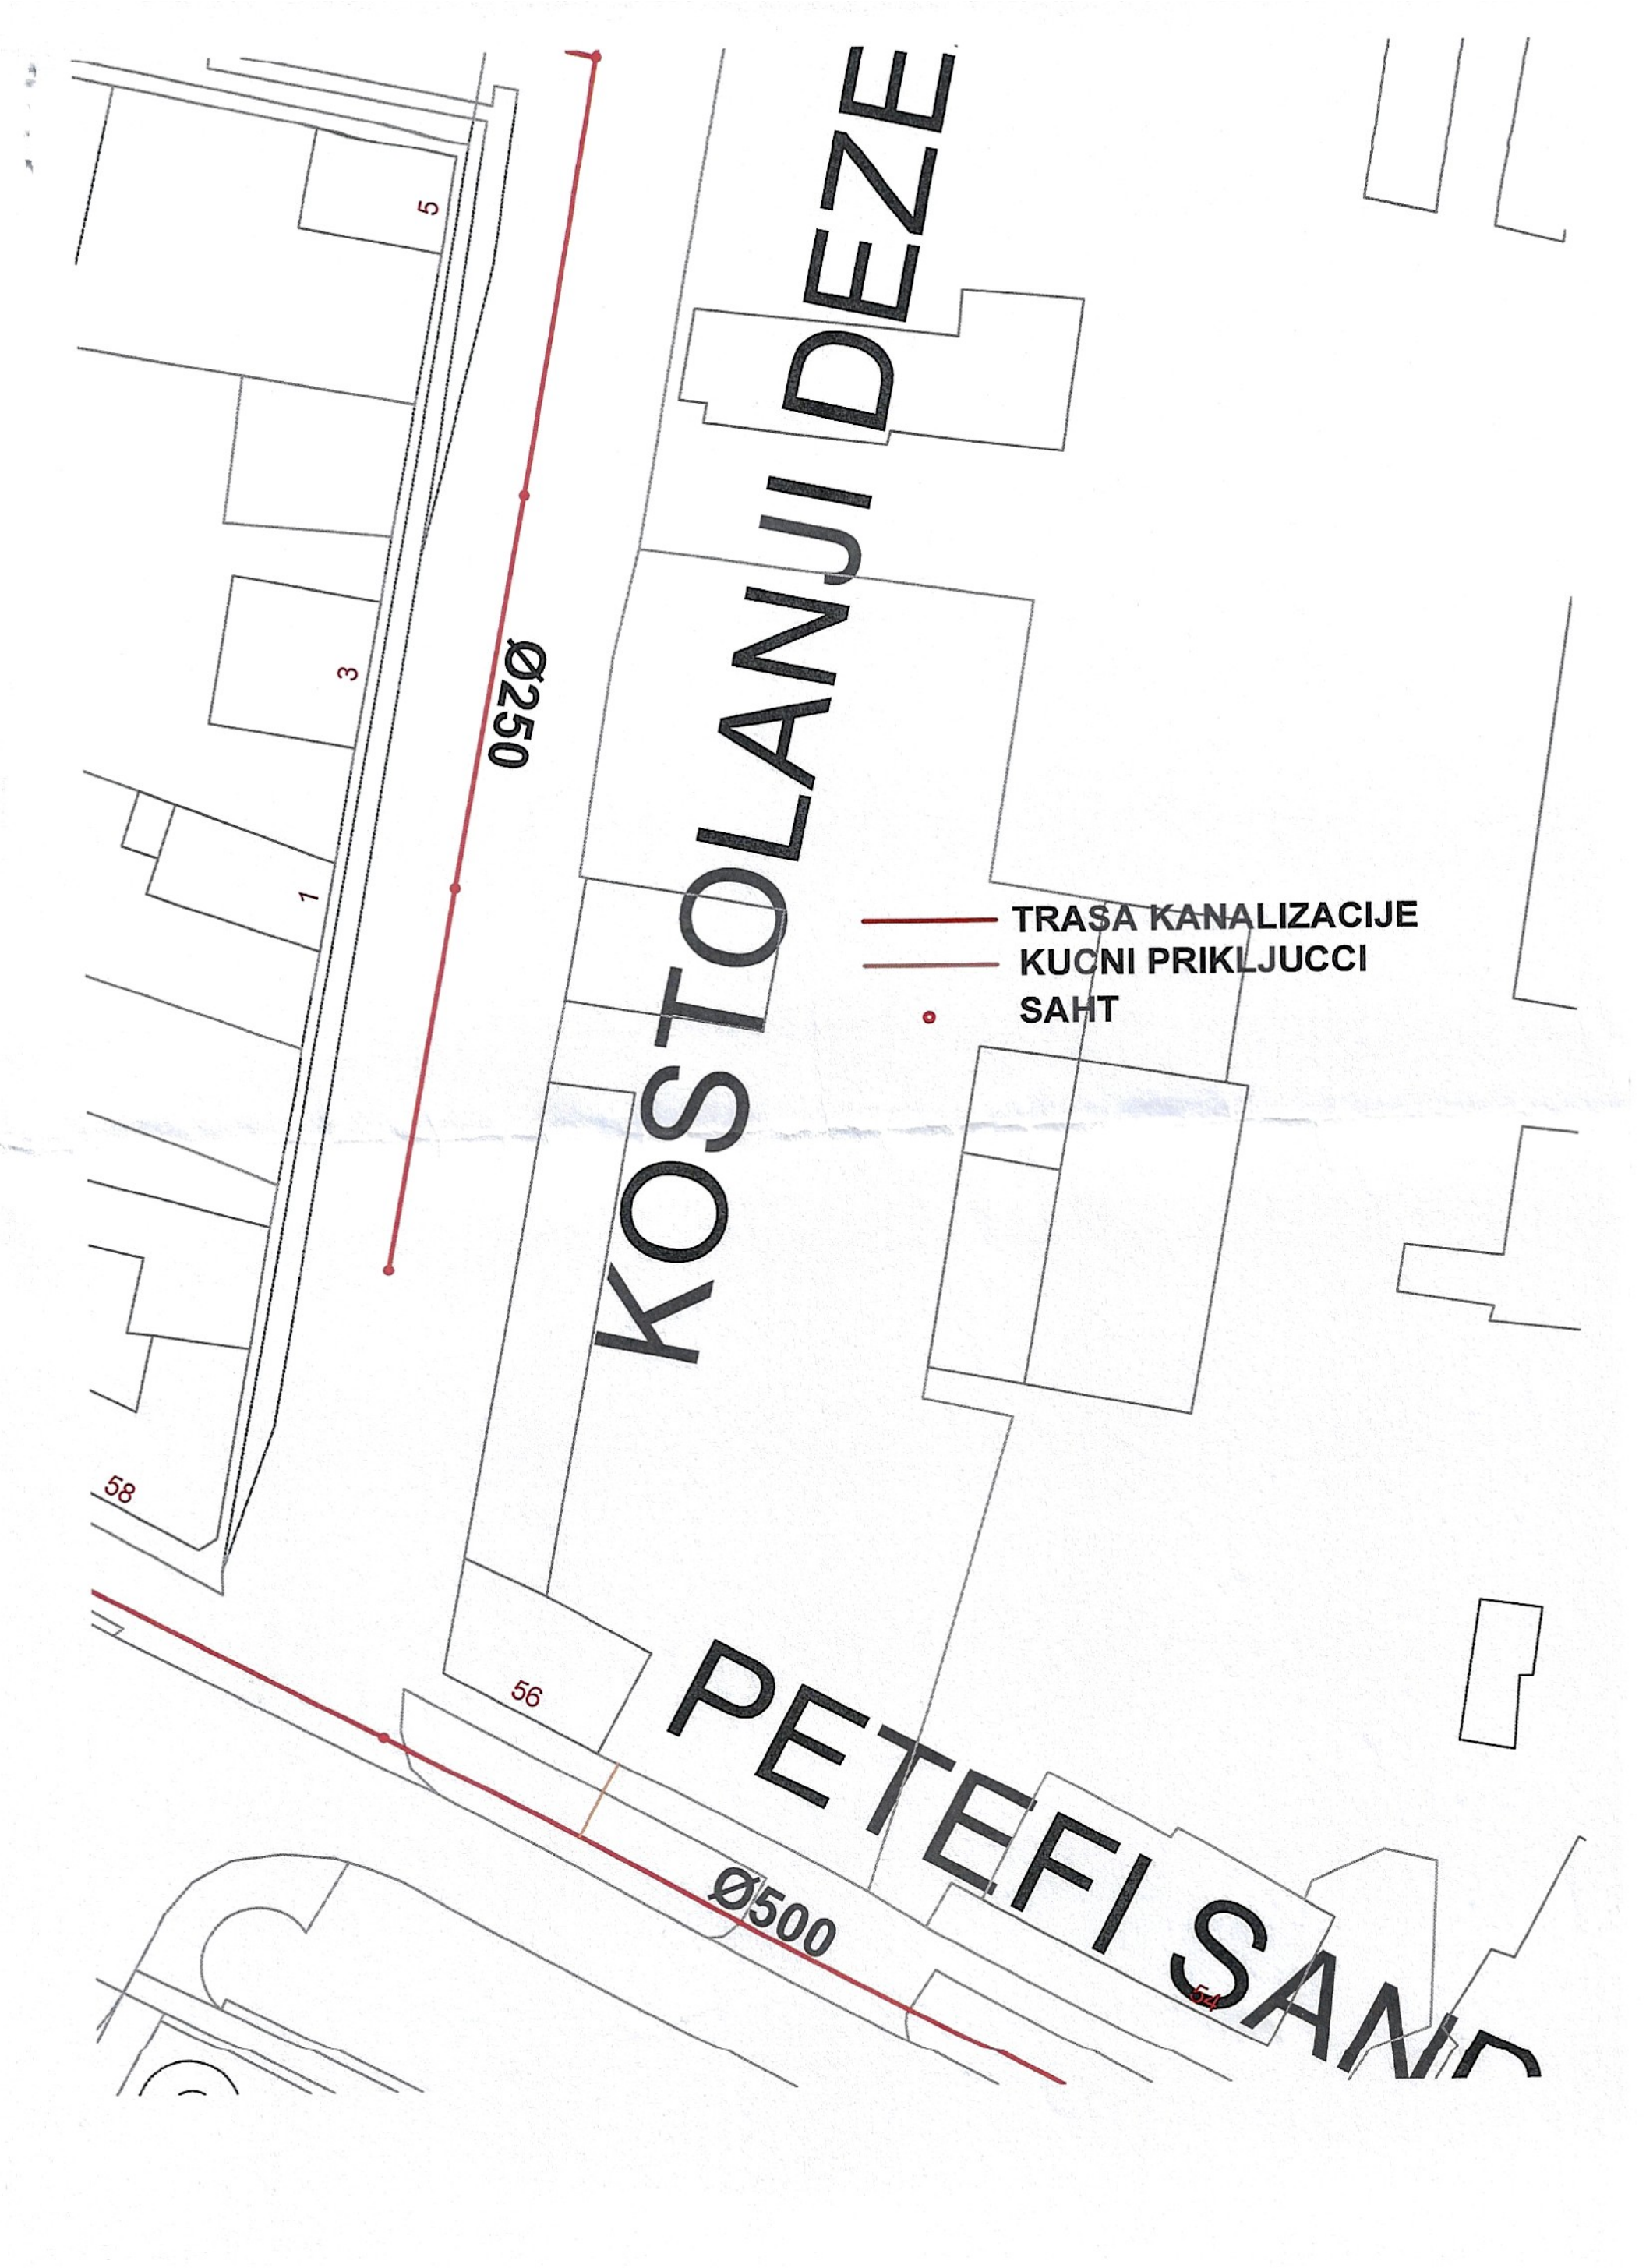 KOSTOLANJI DEZE
5
3
1
Ø250
TRASA KANALIZACIJE
KUCNI PRIKLJUCCI
SAHT
58
56
PETEFI SAND
Ø500
54